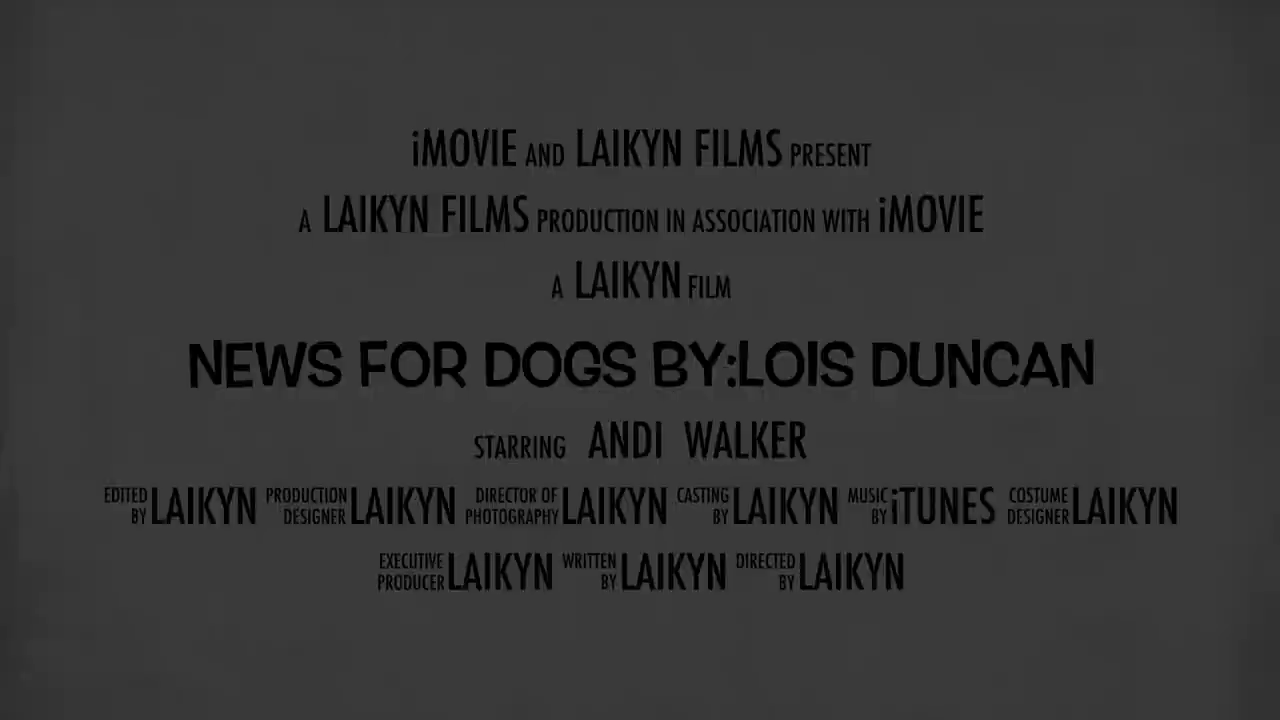 iMOVIE AND LAIKYN FILMS PRESENT
A LAIKYN FILMS PRODUCTION IN ASSOCIATION WITH iMOVIE
A LAIKYN FILM
NEWS FOR DOGS BY:LOIS DUNCAN
STARRING ANDI WALKER
EDITED BY LAIKYN PRODUCTION DESIGNER LAIKYN DIRECTOR OF PHOTOGRAPHY LAIKYN CASTING BY LAIKYN MUSIC BY iTUNES COSTUME DESIGNER LAIKYN
EXECUTIVE PRODUCER LAIKYN WRITTEN BY LAIKYN DIRECTED BY LAIKYN